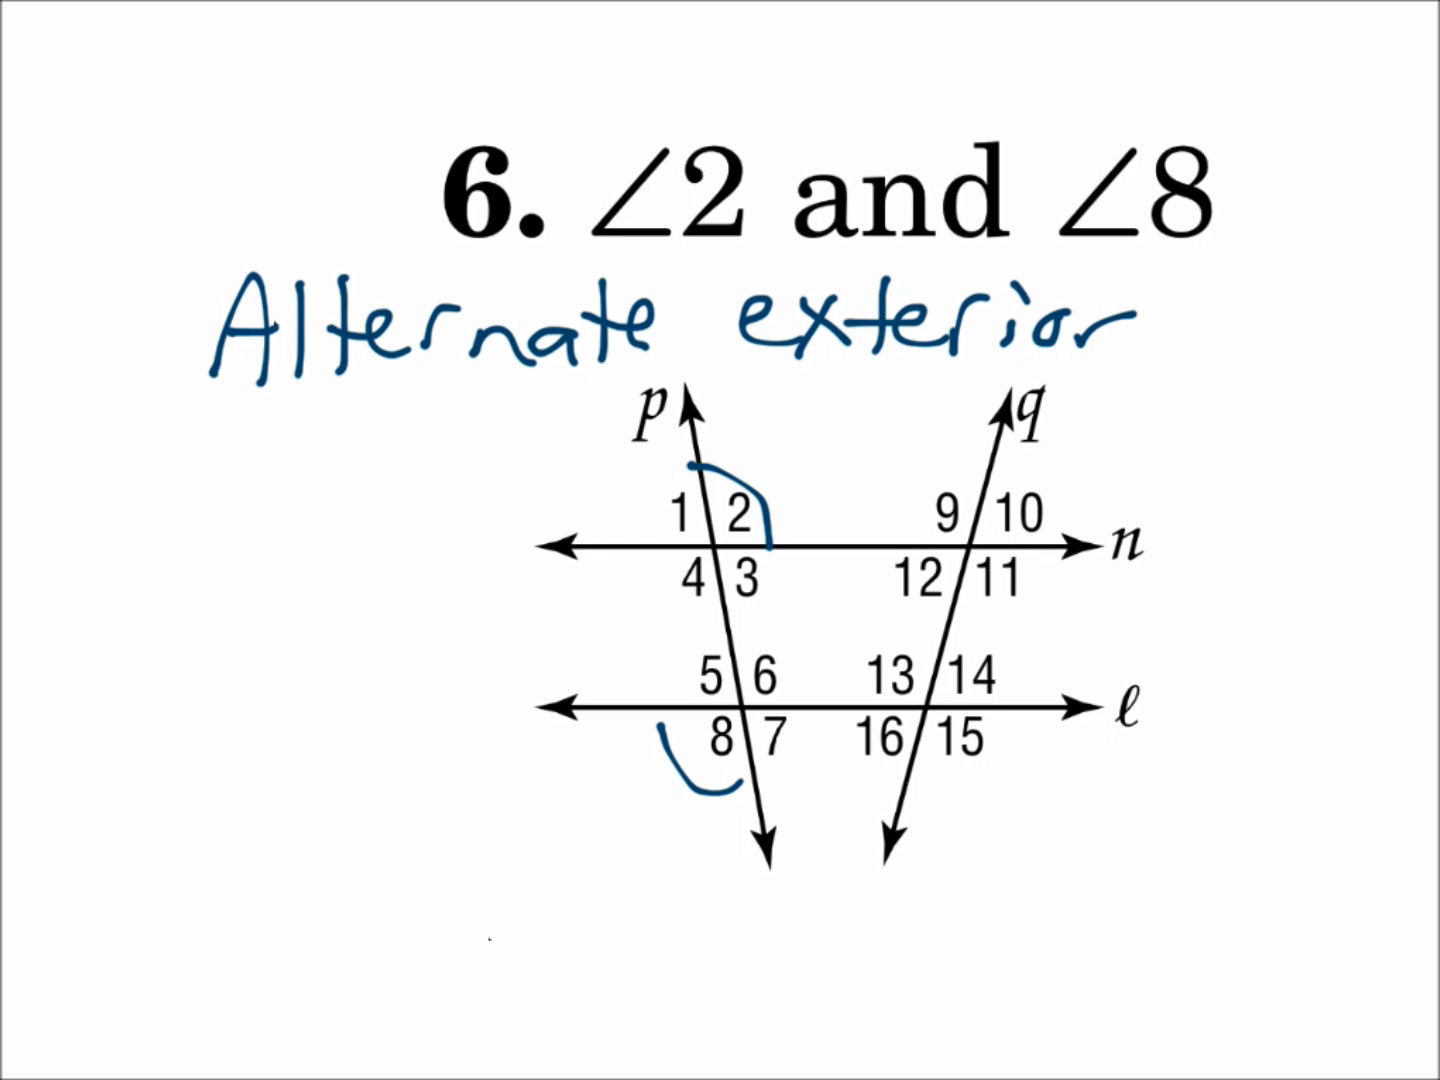 6. ∠2 and ∠8
Alternate exterior
p q
1 2 9 10
n
4 3 12 11
5 6 13 14
ℓ
8 7 16 15